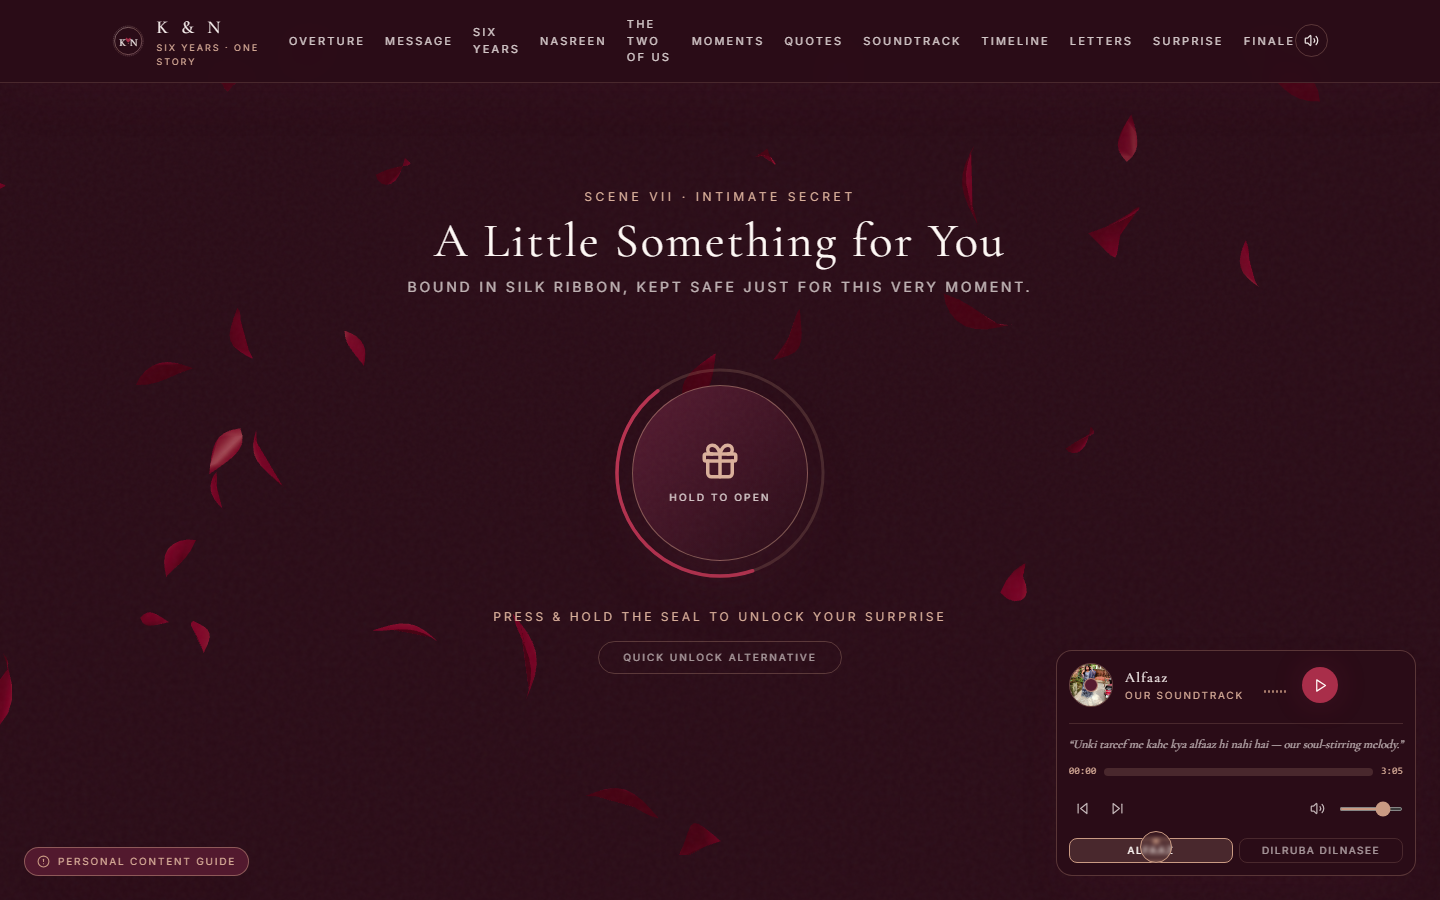 K♥N
K & N
SIX YEARS · ONE
STORY
OVERTURE
MESSAGE
SIX
YEARS
NASREEN
THE
TWO
OF US
MOMENTS
QUOTES
SOUNDTRACK
TIMELINE
LETTERS
SURPRISE
FINALE
SCENE VII · INTIMATE SECRET
A Little Something for You
BOUND IN SILK RIBBON, KEPT SAFE JUST FOR THIS VERY MOMENT.
HOLD TO OPEN
PRESS & HOLD THE SEAL TO UNLOCK YOUR SURPRISE
QUICK UNLOCK ALTERNATIVE
Alfaaz
OUR SOUNDTRACK
“Unki tareef me kahe kya alfaaz hi nahi hai — our soul-stirring melody.”
00:00
3:05
DILRUBA DILNASEE
PERSONAL CONTENT GUIDE